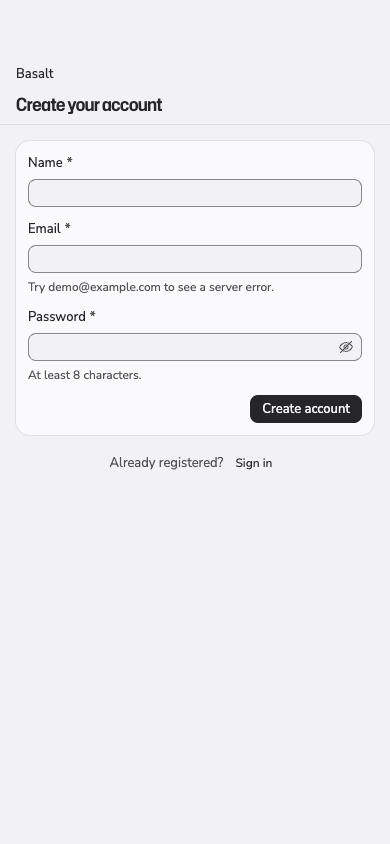 Basalt
Create your account
Name *
Email *
Try demo@example.com to see a server error.
Password *
At least 8 characters.
Create account
Already registered? Sign in